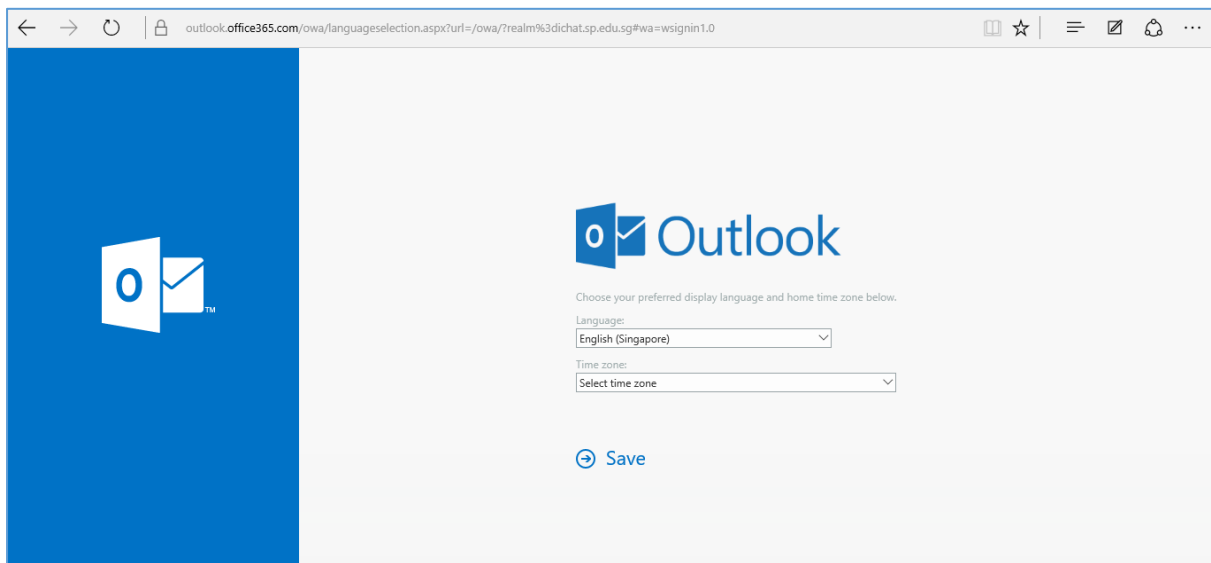 outlook.office365.com/owa/languageselection.aspx?url=/owa/?realm%3dichat.sp.edu.sg#wa=wsignin1.0
O TM
O Outlook
Choose your preferred display language and home time zone below.
Language:
English (Singapore)
Time zone:
Select time zone
Save